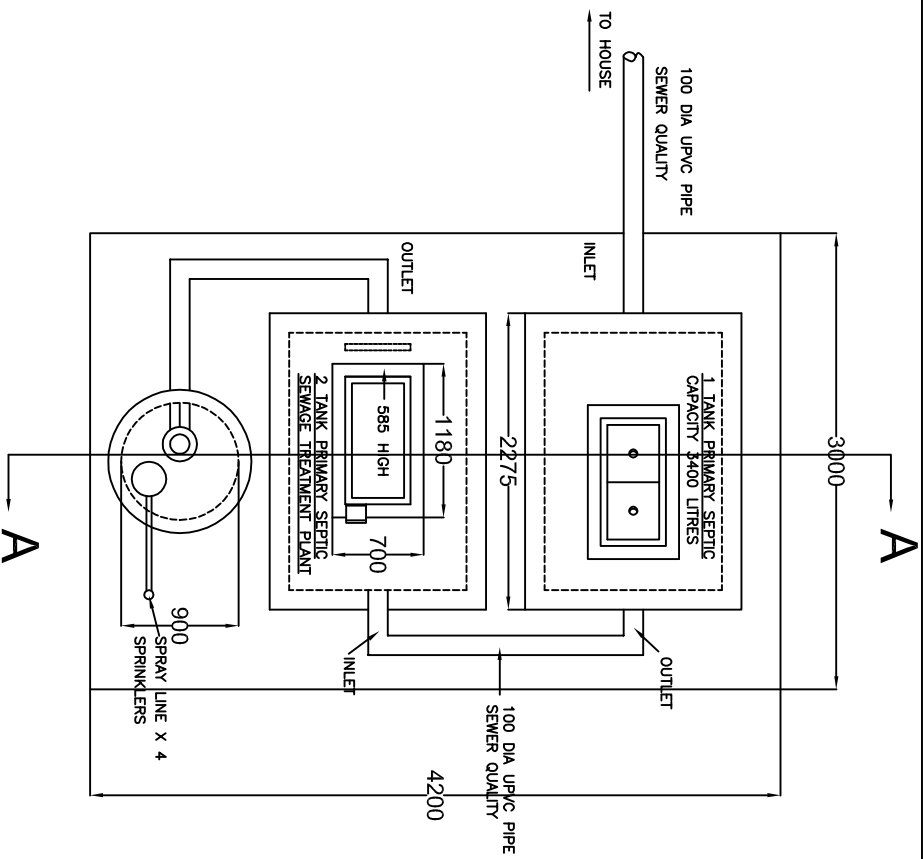 TO HOUSE
100 DIA UPVC PIPE
SEWER QUALITY
INLET
OUTLET
1 TANK PRIMARY SEPTIC
CAPACITY 3400 LITRES
2 TANK PRIMARY SEPTIC
SEWAGE TREATMENT PLANT
585 HIGH
1180
700
2275
3000
A
A
OUTLET
INLET
100 DIA UPVC PIPE
SEWER QUALITY
900
SPRAY LINE X 4
SPRINKLERS
4200